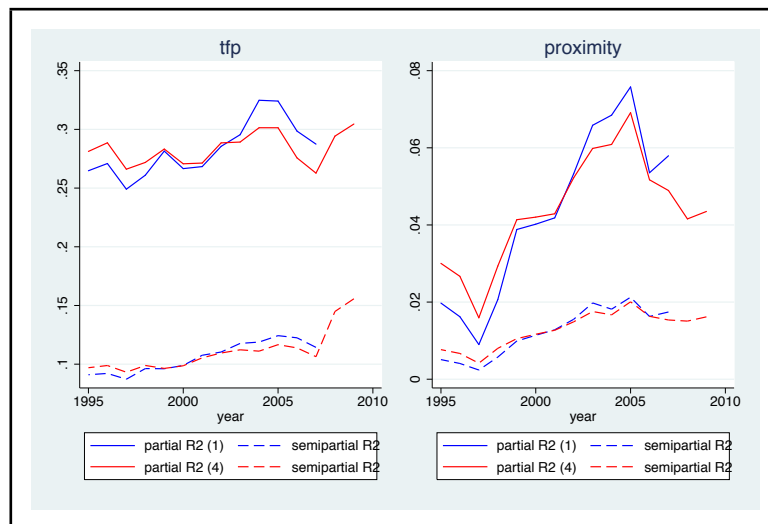 tfp
.35
.3
.25
.2
.15
.1
1995 2000 2005 2010
year
partial R2 (1) semipartial R2
partial R2 (4) semipartial R2
proximity
.08
.06
.04
.02
0
1995 2000 2005 2010
year
partial R2 (1) semipartial R2
partial R2 (4) semipartial R2